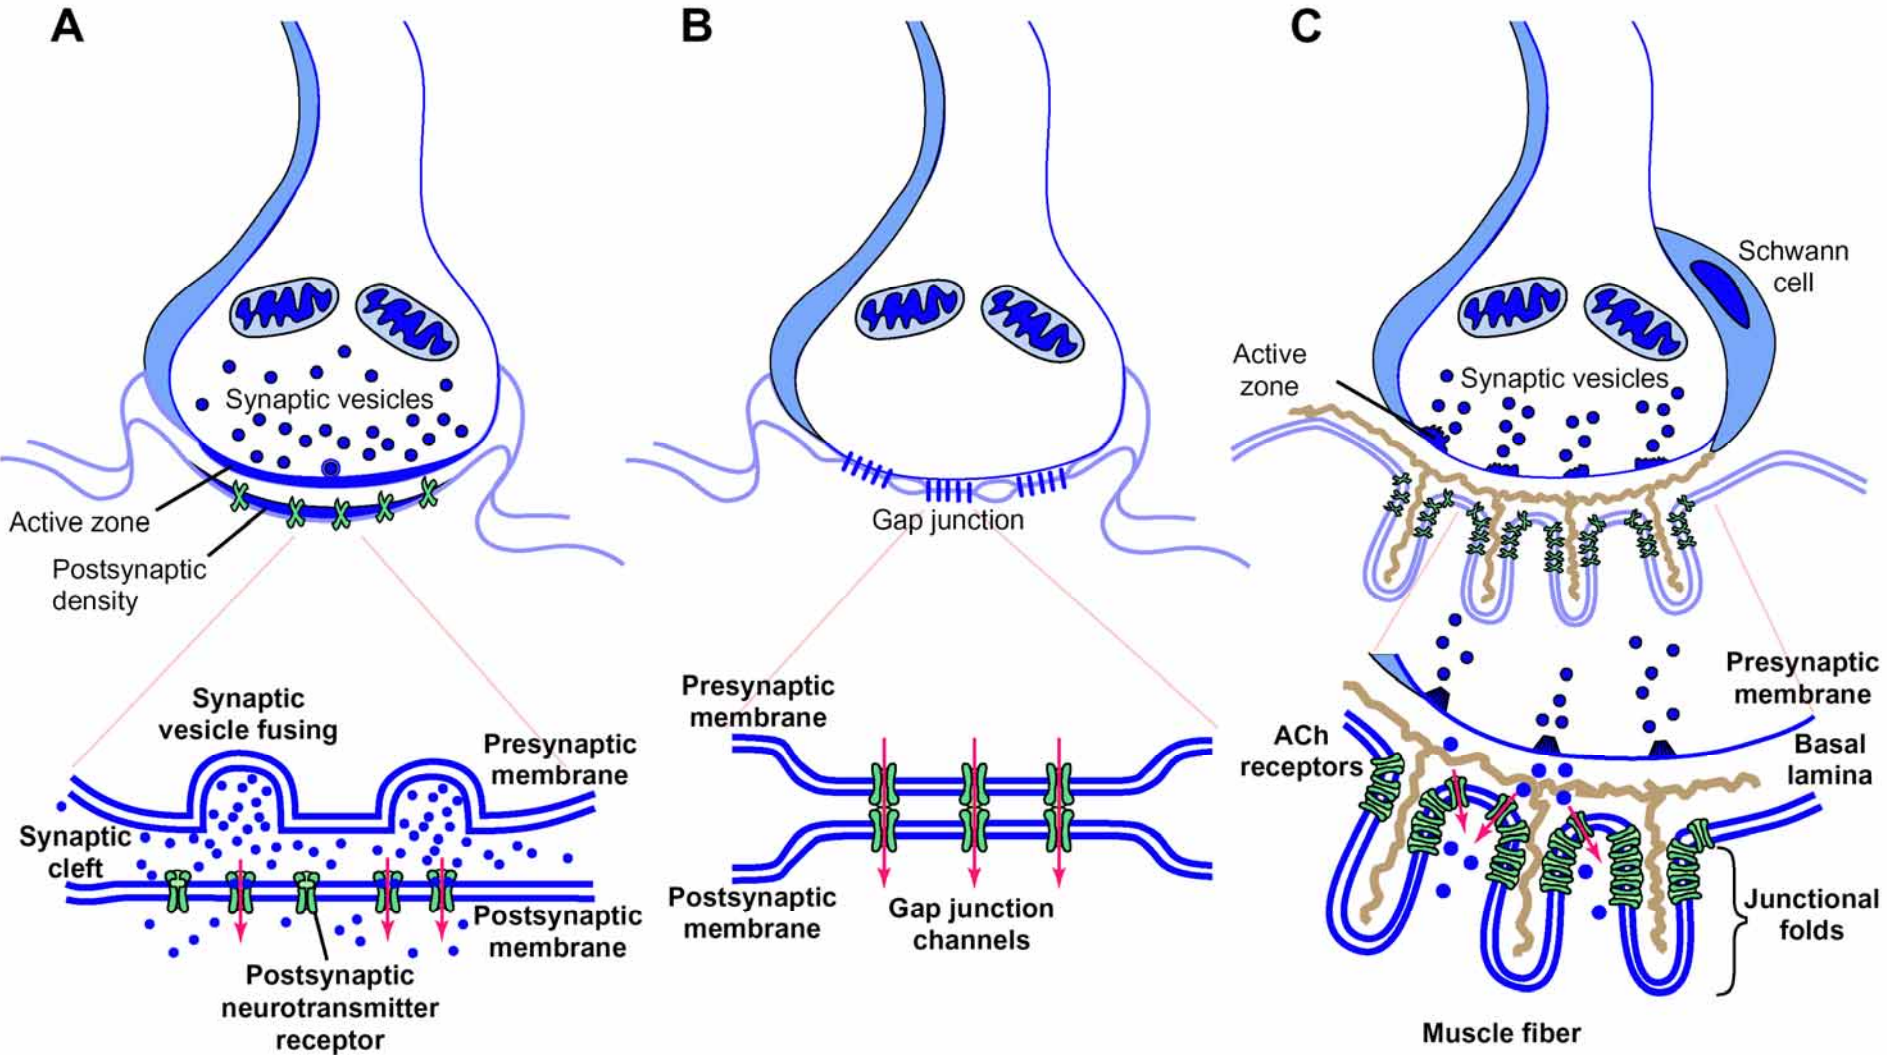 A
Synaptic vesicles
Active zone
Postsynaptic
density
Synaptic
vesicle fusing
Presynaptic
membrane
Synaptic
cleft
Postsynaptic
membrane
Postsynaptic
neurotransmitter
receptor
B
Gap junction
Presynaptic
membrane
Postsynaptic
membrane
Gap junction
channels
C
Schwann
cell
Active
zone
Synaptic vesicles
Presynaptic
membrane
ACh
receptors
Basal
lamina
Junctional
folds
Muscle fiber